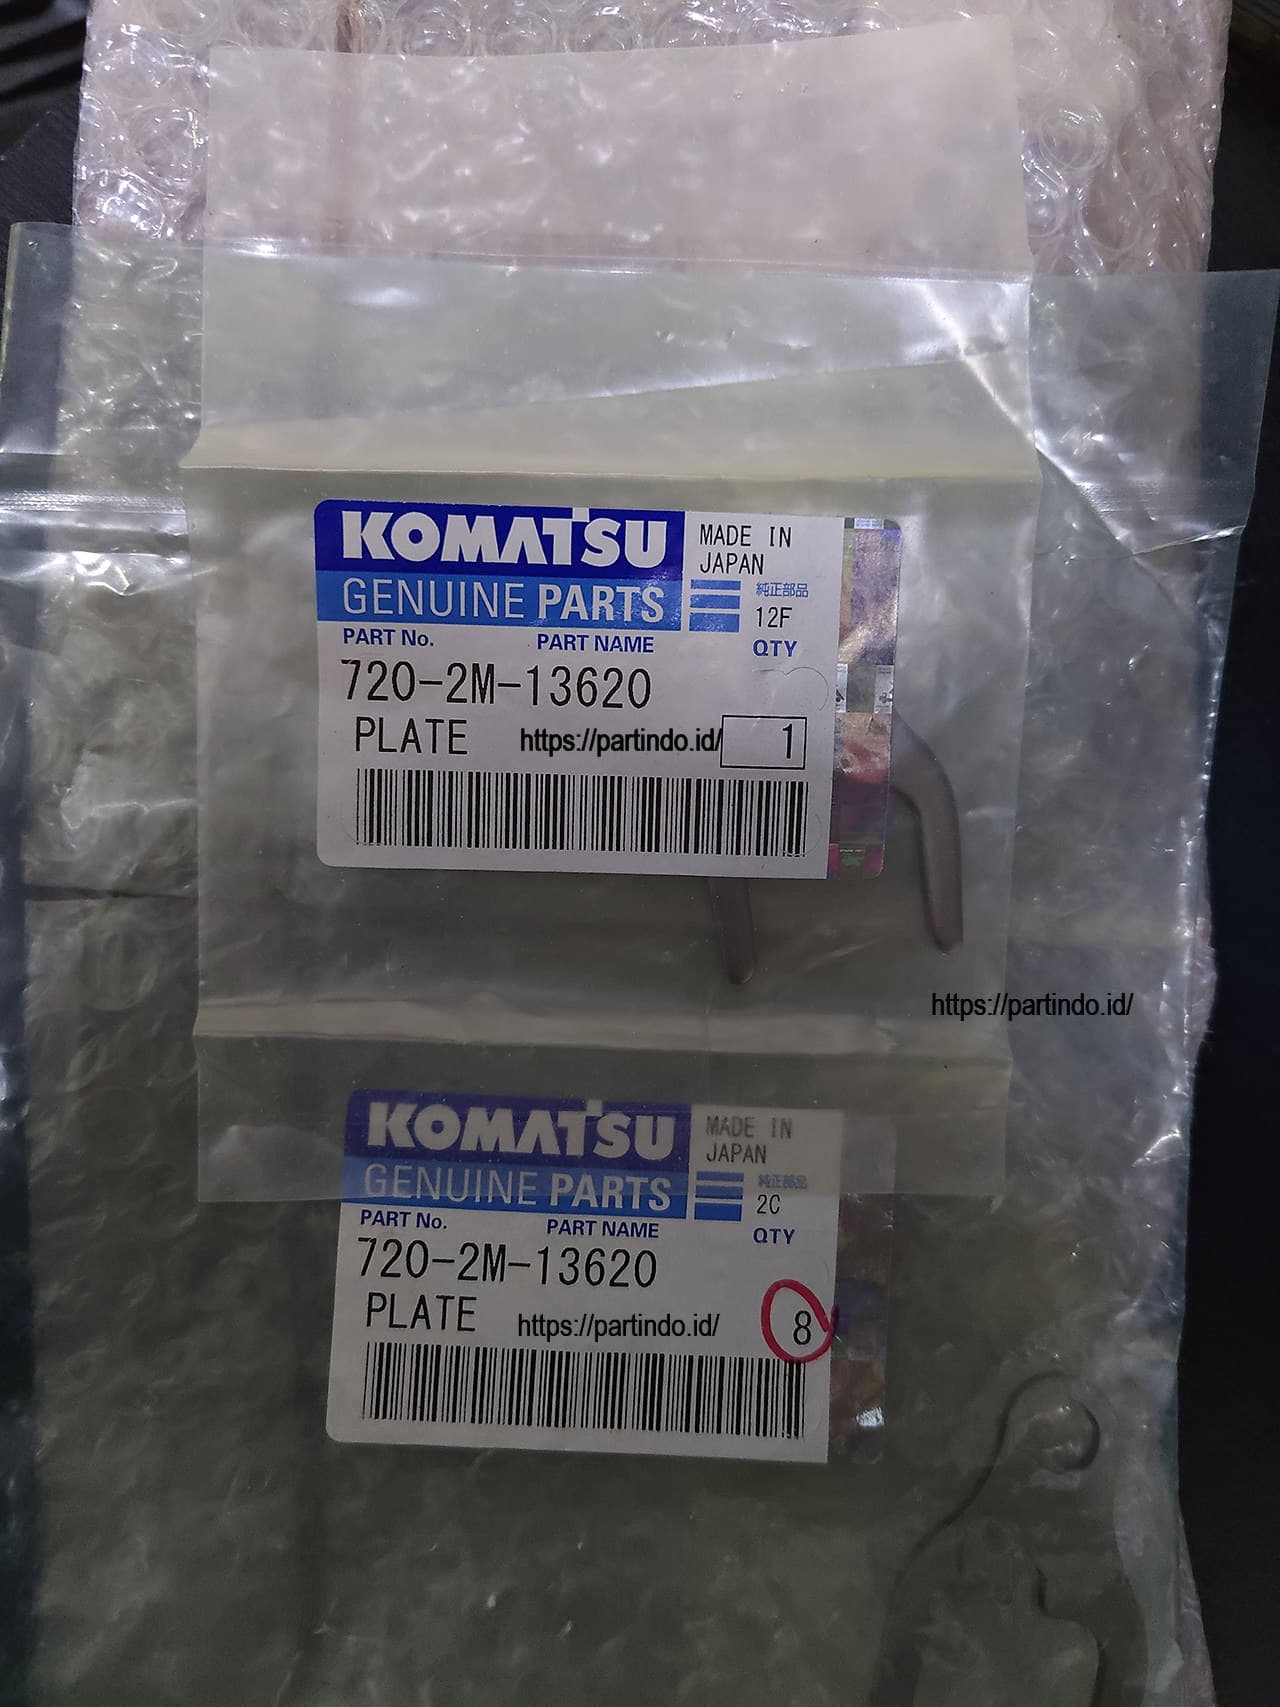 KOMATSU
GENUINE PARTS
MADE IN
JAPAN
純正部品
12F
PART No. PART NAME QTY
720-2M-13620
PLATE https://partindo.id/ 1
https://partindo.id/
KOMATSU
GENUINE PARTS
MADE IN
JAPAN
純正部品
2C
PART No. PART NAME QTY
720-2M-13620
PLATE https://partindo.id/ 8